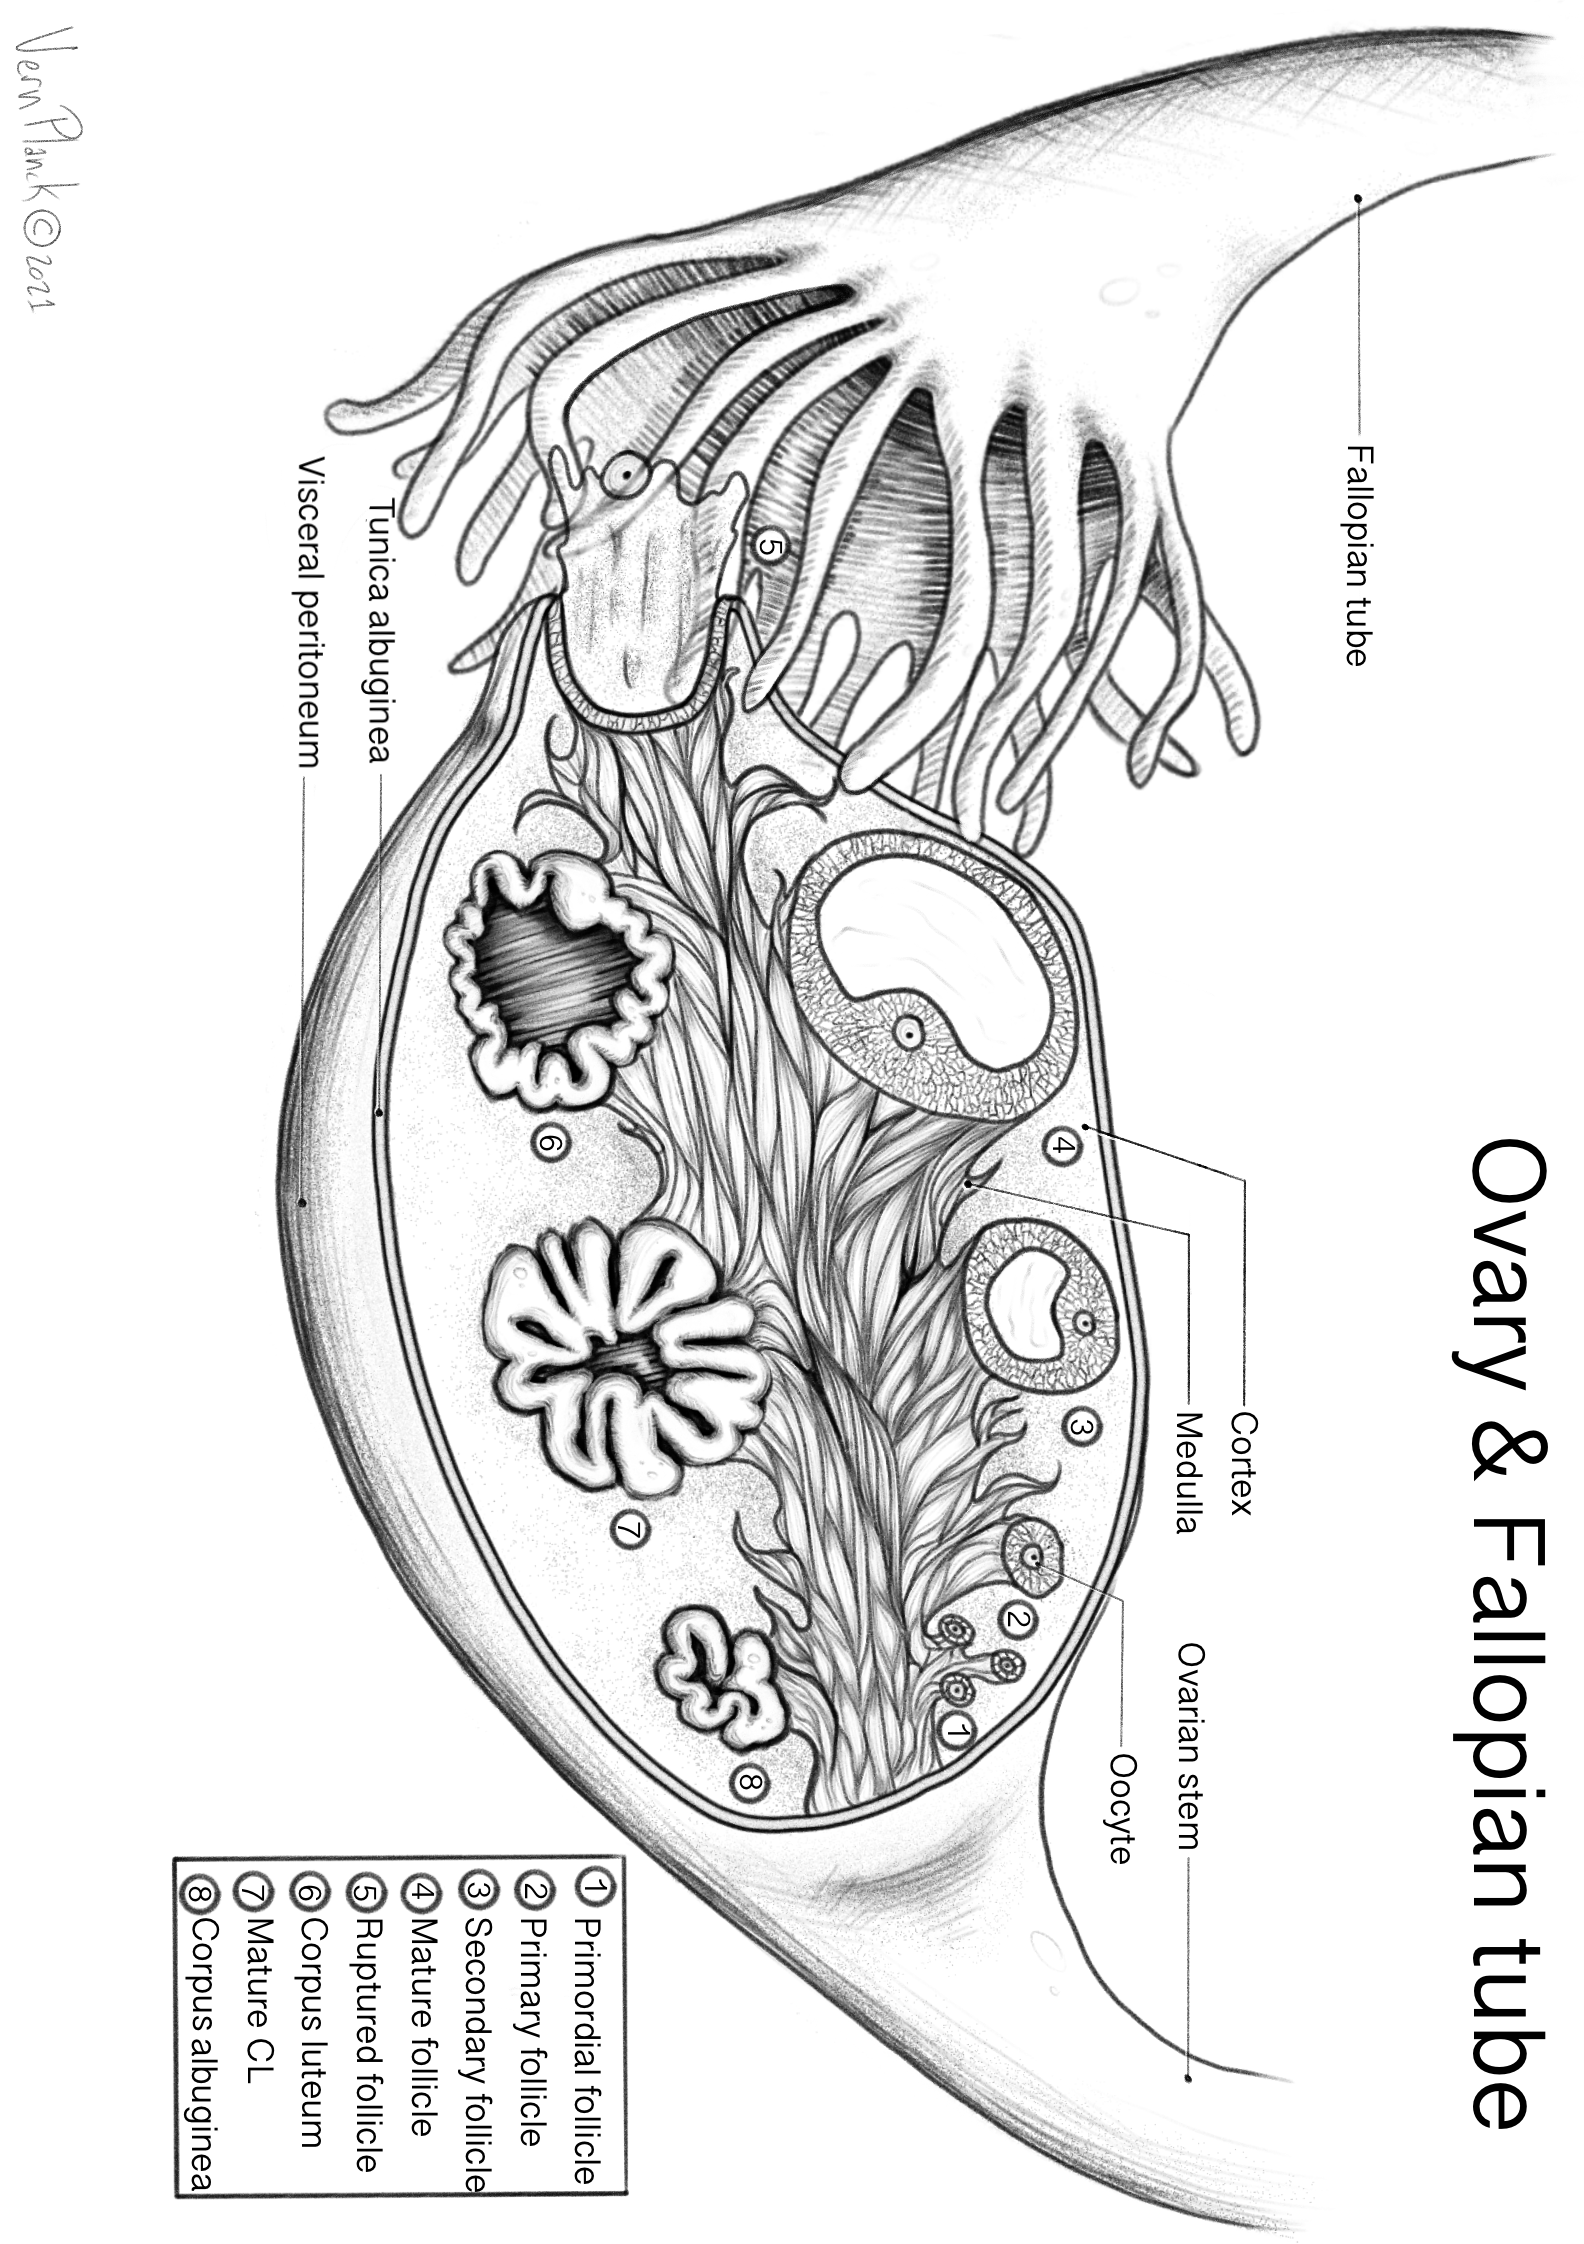 Ovary & Fallopian tube
Fallopian tube
Cortex
Medulla
Ovarian stem
Oocyte
Tunica albuginea
Visceral peritoneum
5
4
3
2
1
6
7
8
1 Primordial follicle
2 Primary follicle
3 Secondary follicle
4 Mature follicle
5 Ruptured follicle
6 Corpus luteum
7 Mature CL
8 Corpus albuginea
VernPlanck©2021